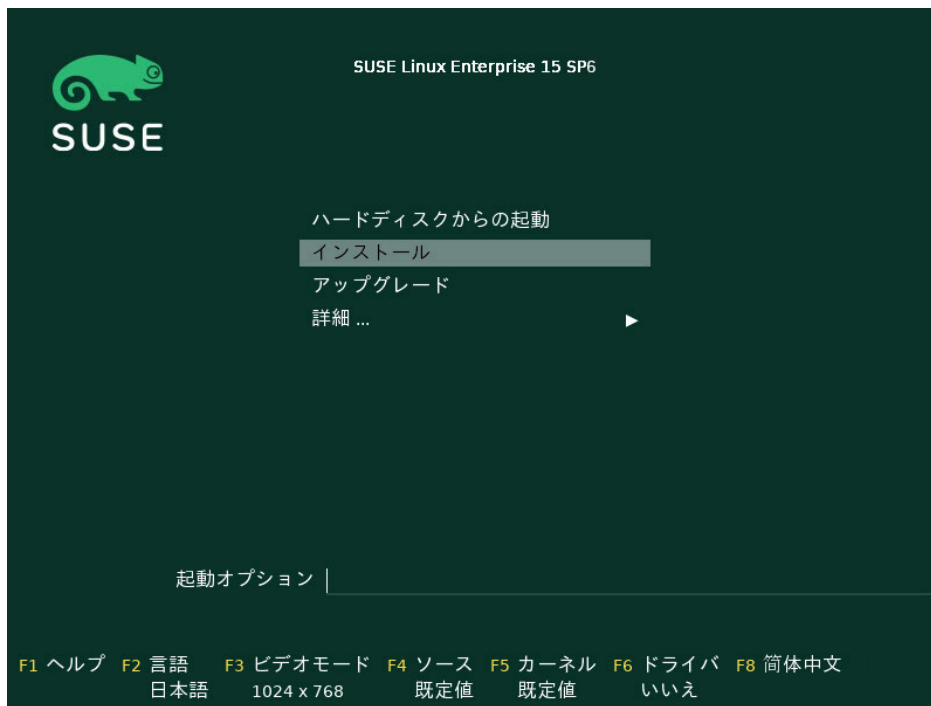 SUSE
SUSE Linux Enterprise 15 SP6
ハードディスクからの起動
インストール
アップグレード
詳細 ...
起動オプション
F1 ヘルプ F2 言語 F3 ビデオモード F4 ソース F5 カーネル F6 ドライバ F8 简体中文
日本語 1024 x 768 既定値 既定値 いいえ